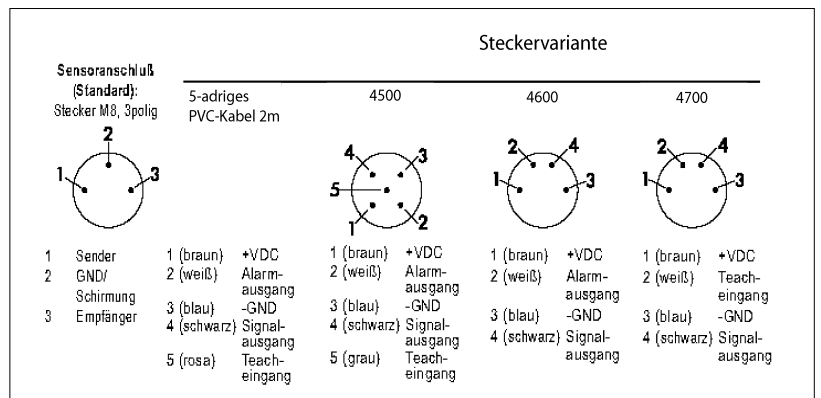 Steckervariante
Sensoranschluß
(Standard):
Stecker M8, 3polig
2
1
3
1 Sender
2 GND/
Schirmung
3 Empfänger
5-adriges
PVC-Kabel 2m
1 (braun) +VDC
2 (weiß) Alarm-
ausgang
3 (blau) -GND
4 (schwarz) Signal-
ausgang
5 (rosa) Teach-
eingang
4500
4
3
5
1
2
1 (braun) +VDC
2 (weiß) Alarm-
ausgang
3 (blau) -GND
4 (schwarz) Signal-
ausgang
5 (grau) Teach-
eingang
4600
2
4
1
3
1 (braun) +VDC
2 (weiß) Alarm-
ausgang
3 (blau) -GND
4 (schwarz) Signal-
ausgang
4700
2
4
1
3
1 (braun) +VDC
2 (weiß) Teach-
eingang
3 (blau) -GND
4 (schwarz) Signal-
ausgang